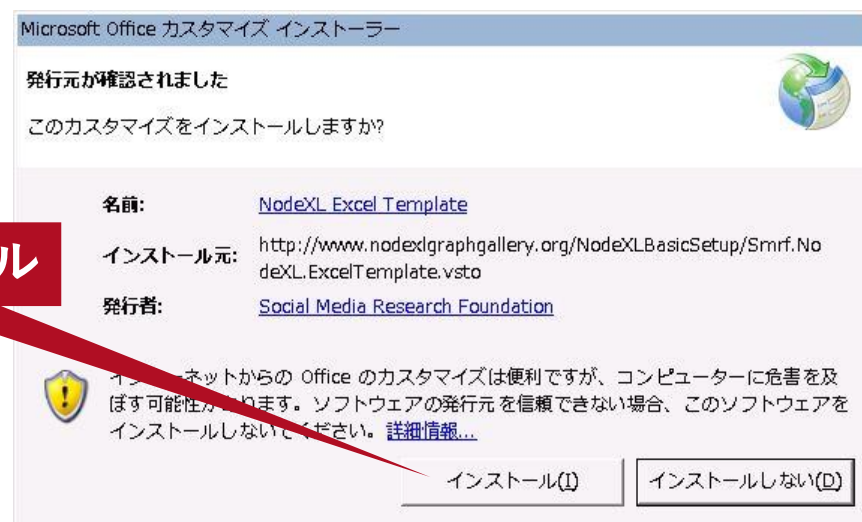 Microsoft Office カスタマイズ インストーラー
発行元が確認されました
このカスタマイズをインストールしますか?
名前: NodeXL Excel Template
インストール元: http://www.nodexlgraphgallery.org/NodeXLBasicSetup/Smrf.No
deXL.ExcelTemplate.vsto
発行者: Social Media Research Foundation
ル
ネットからの Office のカスタマイズは便利ですが、コンピューターに危害を及
ぼす可能性があります。ソフトウェアの発行元を信頼できない場合、このソフトウェアを
インストールしないでください。詳細情報...
インストール(I)
インストールしない(D)